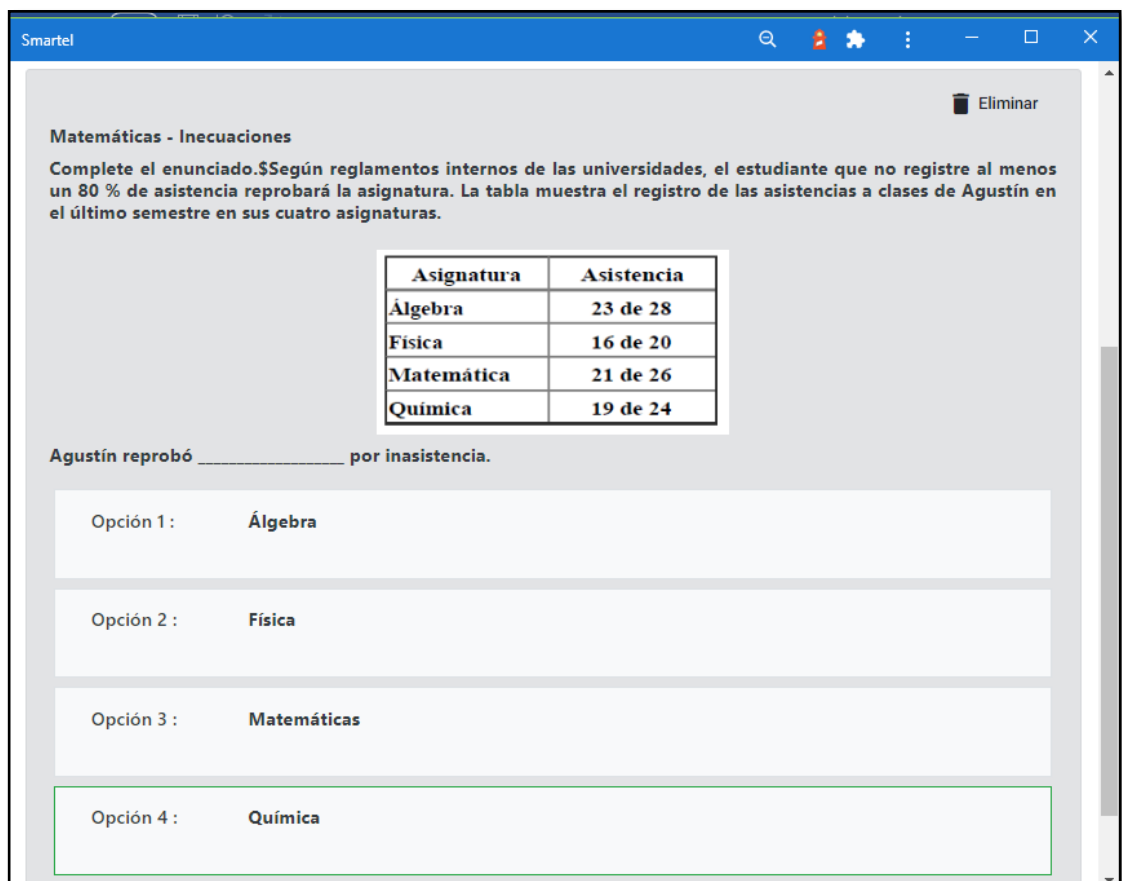 Smartel
Eliminar
Matemáticas - Inecuaciones
Complete el enunciado.$Según reglamentos internos de las universidades, el estudiante que no registre al menos
un 80 % de asistencia reprobará la asignatura. La tabla muestra el registro de las asistencias a clases de Agustín en
el último semestre en sus cuatro asignaturas.
Asignatura Asistencia
Álgebra 23 de 28
Física 16 de 20
Matemática 21 de 26
Química 19 de 24
Agustín reprobó ___________________ por inasistencia.
Opción 1 : Álgebra
Opción 2 : Física
Opción 3 : Matemáticas
Opción 4 : Química